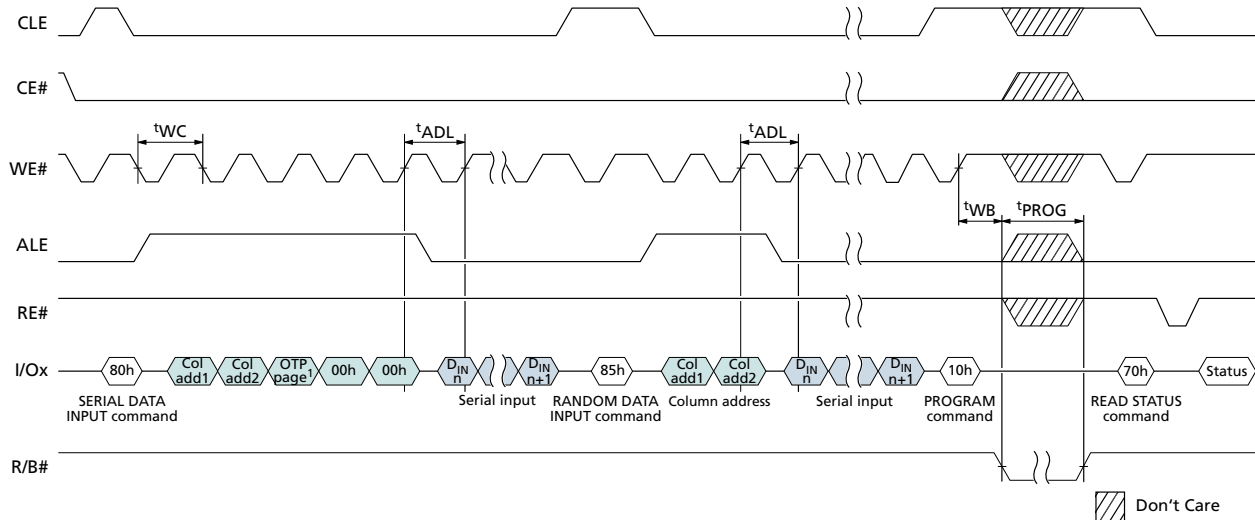 CLE
CE#
tWC
tADL
tADL
WE#
tWB
tPROG
ALE
RE#
I/Ox
80h
Col add1
Col add2
OTP page1
00h
00h
DIN n
DIN n+1
85h
Col add1
Col add2
DIN n
DIN n+1
10h
70h
Status
SERIAL DATA
INPUT command
Serial input
RANDOM DATA
INPUT command
Column address
Serial input
PROGRAM
command
READ STATUS
command
R/B#
Don't Care